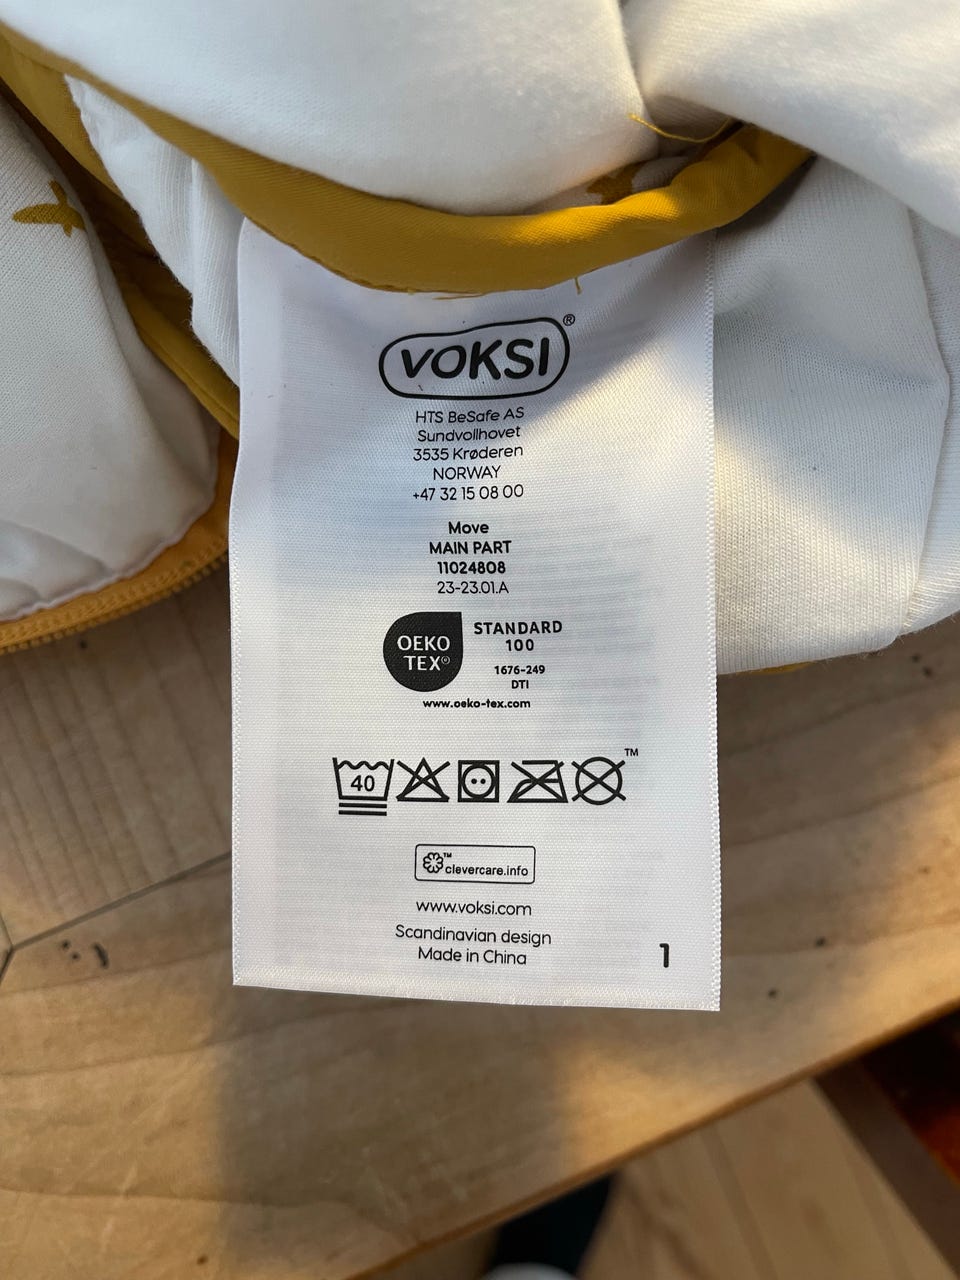 VOKSI®
HTS BeSafe AS
Sundvollhovet
3535 Krøderen
NORWAY
+47 32 15 08 00
Move
MAIN PART
11024808
23-23.01.A
OEKO
TEX®
STANDARD
100
1676-249
DTI
www.oeko-tex.com
40
TM
TM
clevercare.info
www.voksi.com
Scandinavian design
Made in China
1